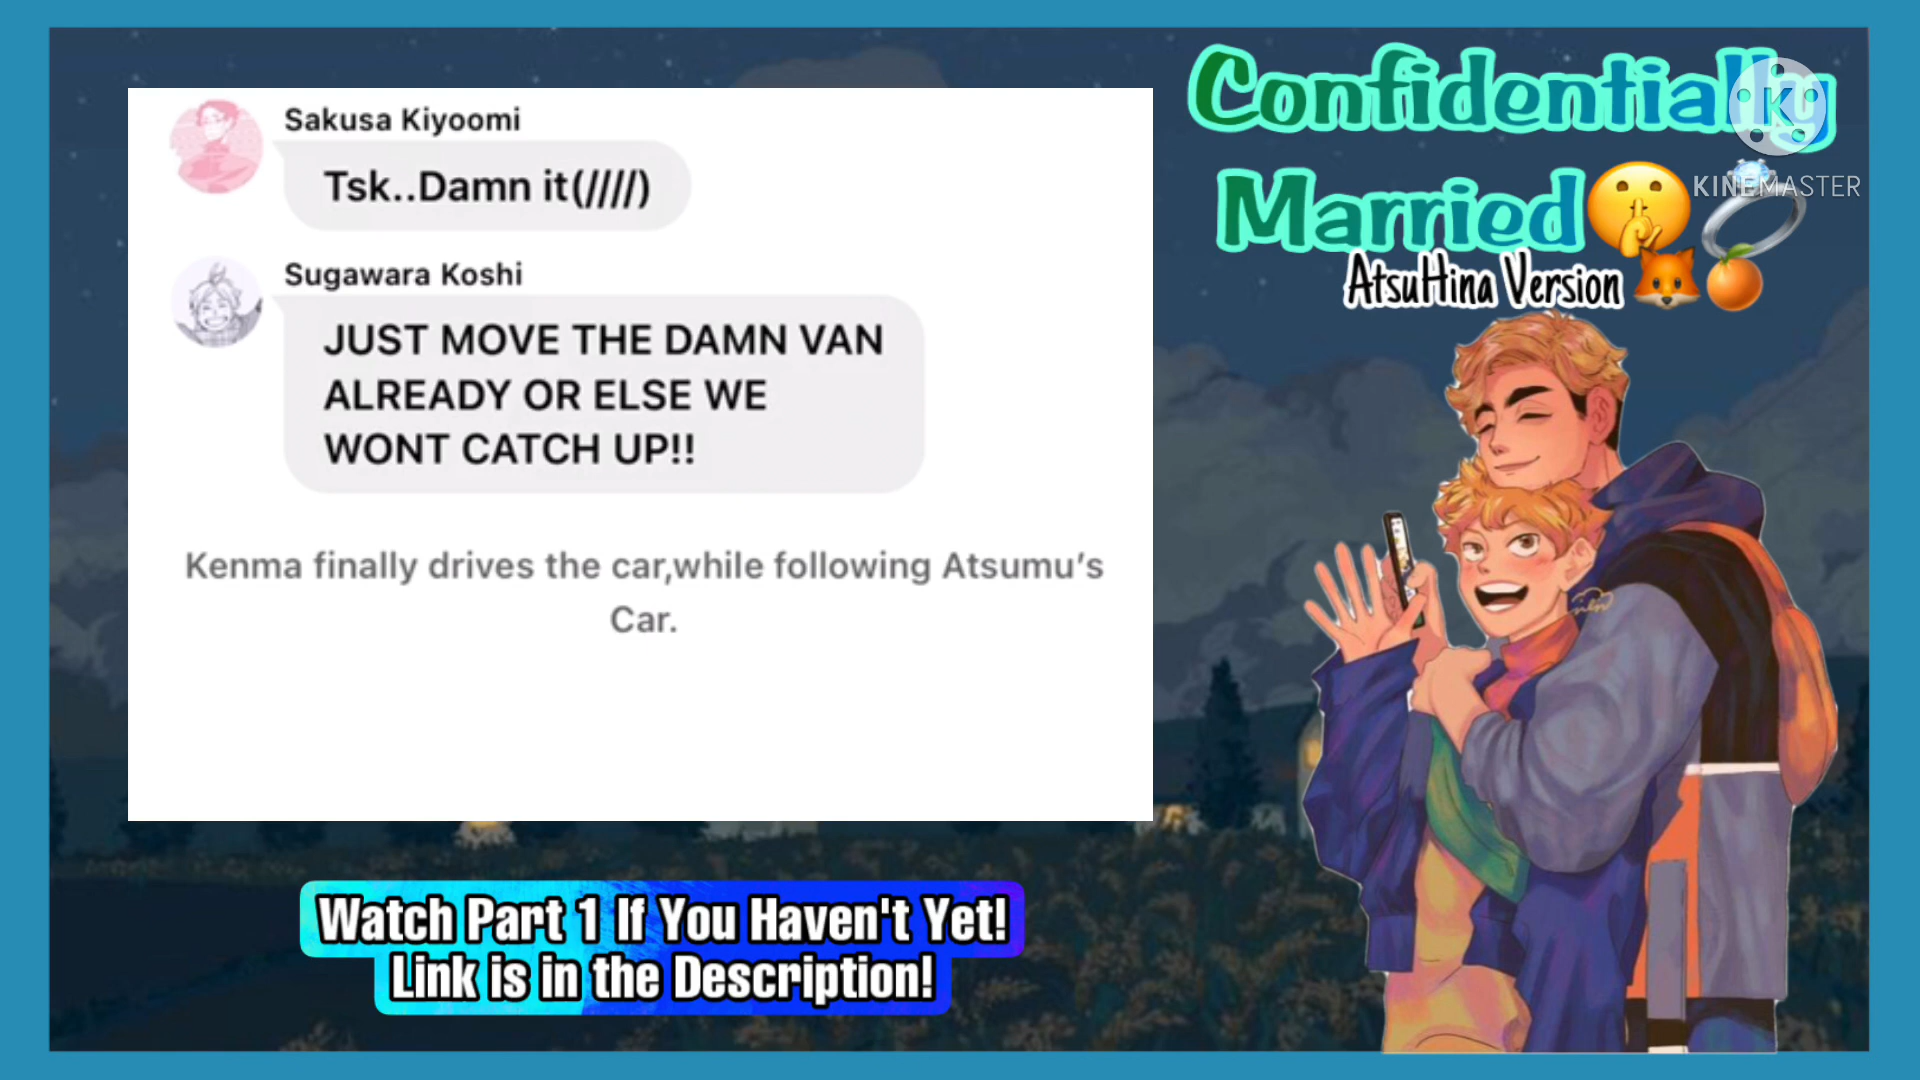 Sakusa Kiyoomi
Tsk..Damn it(////)
Sugawara Koshi
JUST MOVE THE DAMN VAN
ALREADY OR ELSE WE
WONT CATCH UP!!
Kenma finally drives the car,while following Atsumu's
Car.
Confidentially
Married
AtsuHina Version
K
KINEMASTER
Watch Part 1 If You Haven't Yet!
Link is in the Description!